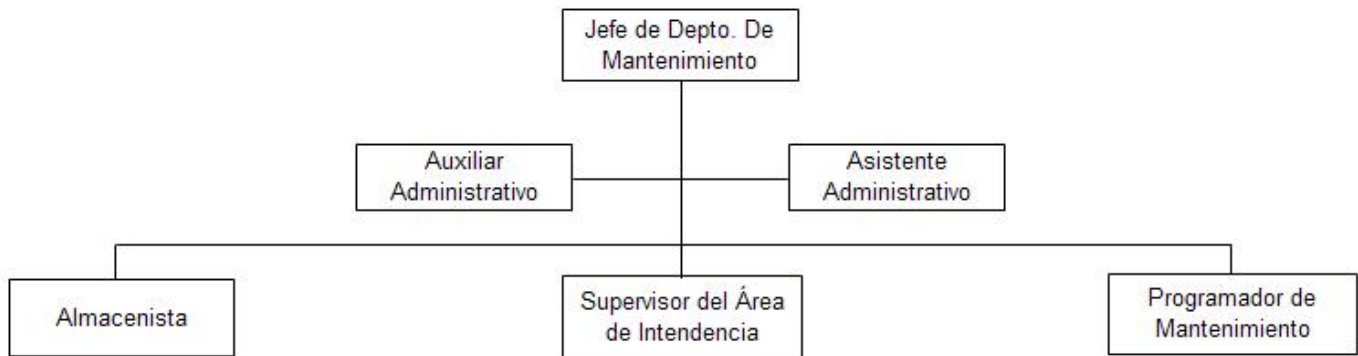 Jefe de Depto. De
Mantenimiento
Auxiliar
Administrativo
Asistente
Administrativo
Almacenista
Supervisor del Área
de Intendencia
Programador de
Mantenimiento